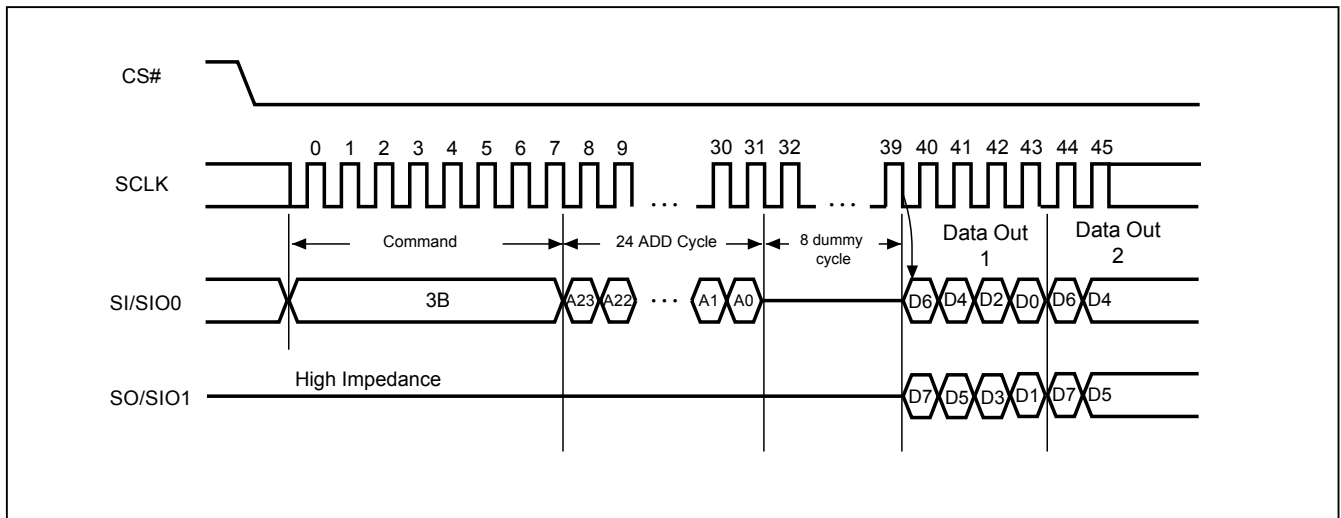 CS#
0 1 2 3 4 5 6 7 8 9 30 31 32 39 40 41 42 43 44 45
SCLK
... ...
Command
24 ADD Cycle
8 dummy
cycle
Data Out
1
Data Out
2
SI/SIO0
3B
A23 A22 ... A1 A0
D6 D4 D2 D0 D6 D4
High Impedance
SO/SIO1
D7 D5 D3 D1 D7 D5